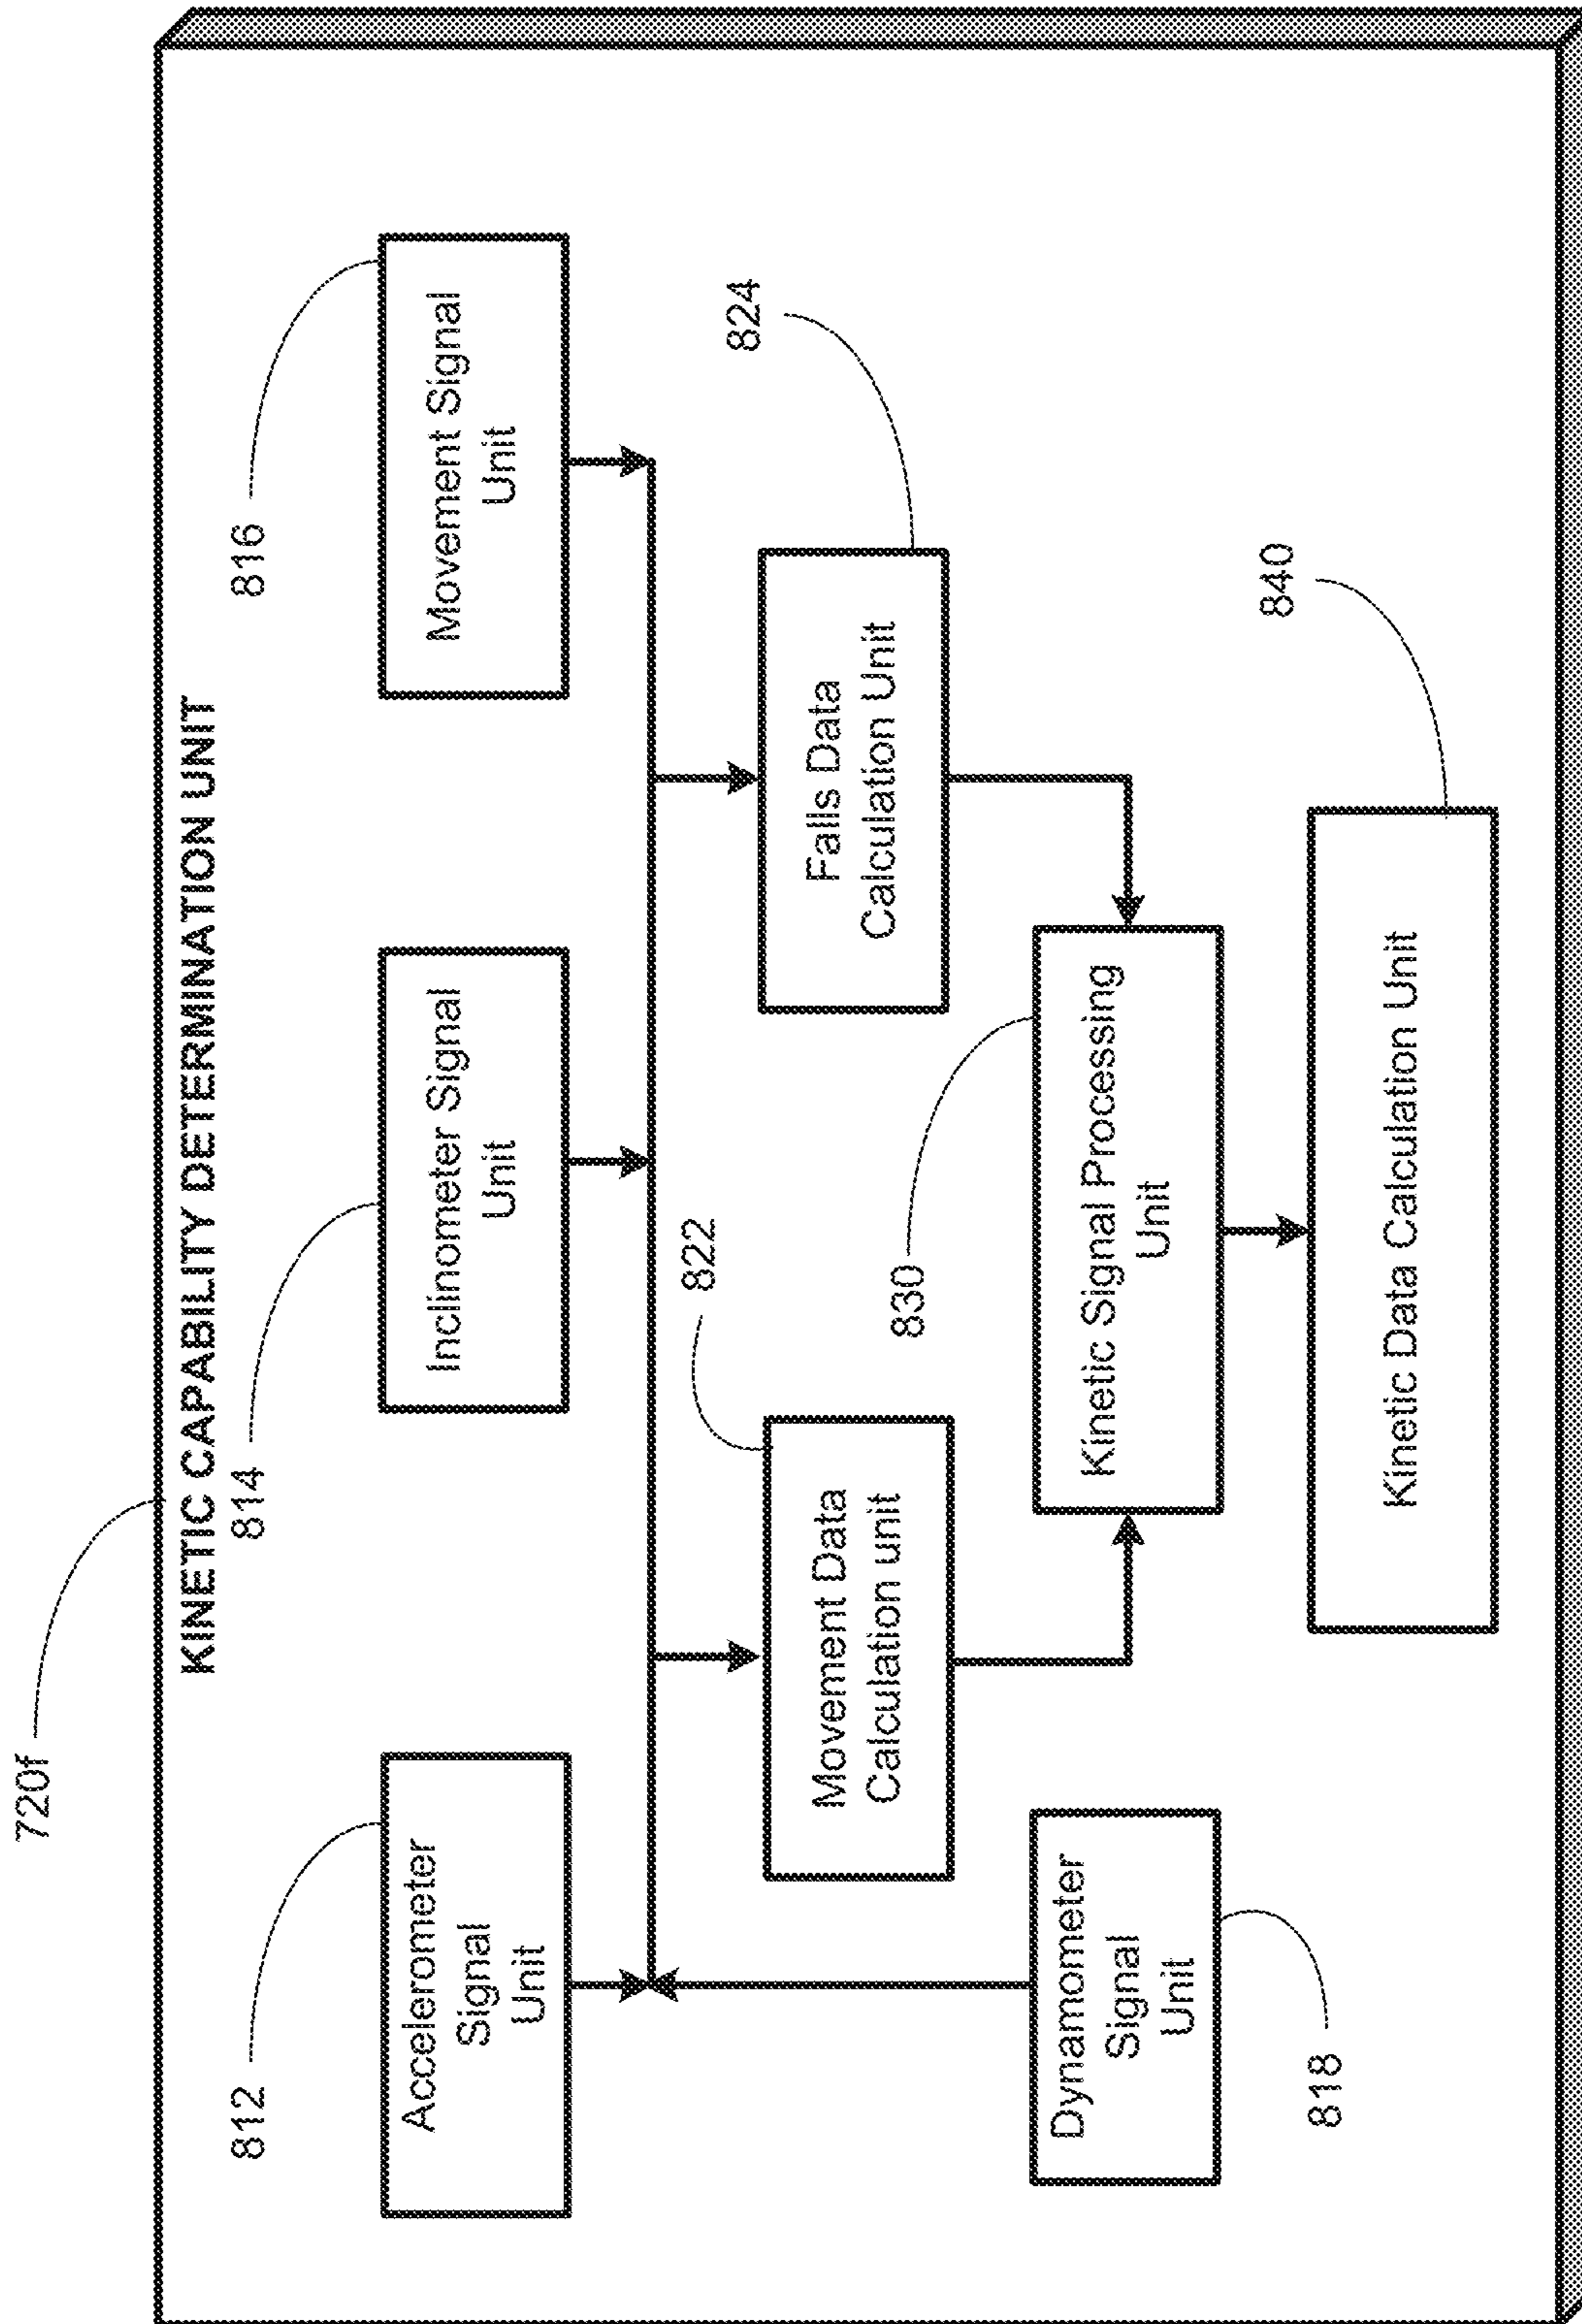 720f
KINETIC CAPABILITY DETERMINATION UNIT
812
814
816
Accelerometer
Signal
Unit
Inclinometer Signal
Unit
Movement Signal
Unit
822
824
Movement Data
Calculation unit
Falls Data
Calculation Unit
830
Dynamometer
Signal
Unit
Kinetic Signal Processing
Unit
818
840
Kinetic Data Calculation Unit